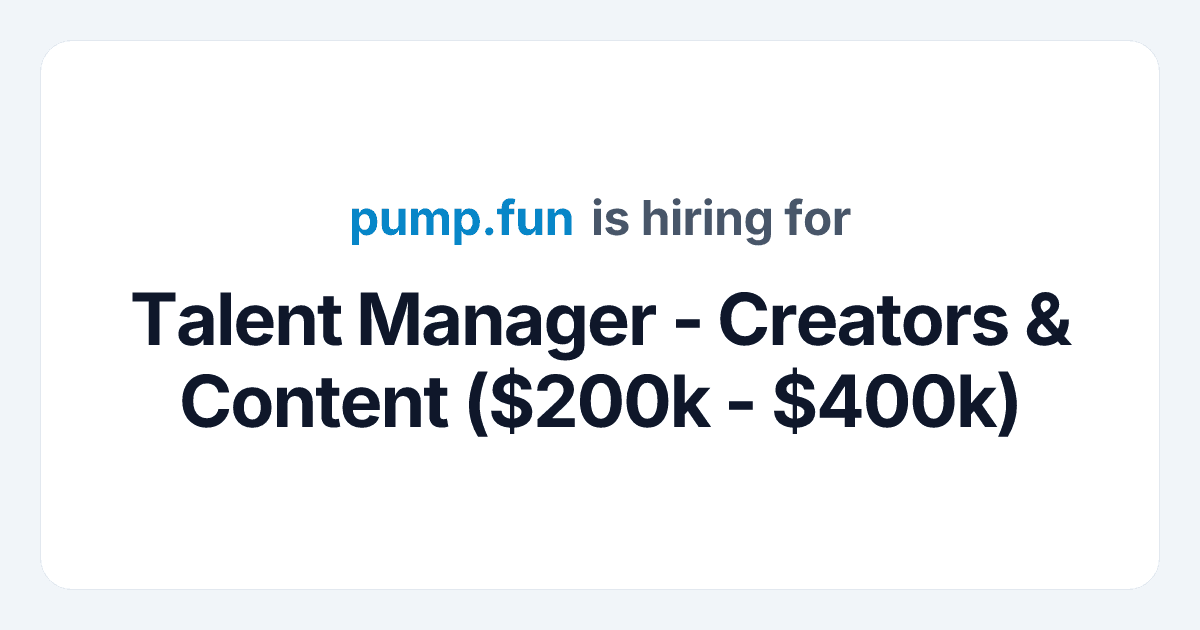 pump.fun is hiring for
Talent Manager - Creators &
Content ($200k - $400k)